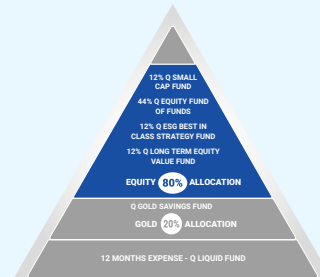 12% Q SMALL
CAP FUND
44% Q EQUITY FUND
OF FUNDS
12% Q ESG BEST IN
CLASS STRATEGY FUND
12% Q LONG TERM EQUITY
VALUE FUND
EQUITY 80% ALLOCATION
Q GOLD SAVINGS FUND
GOLD 20% ALLOCATION
12 MONTHS EXPENSE - Q LIQUID FUND